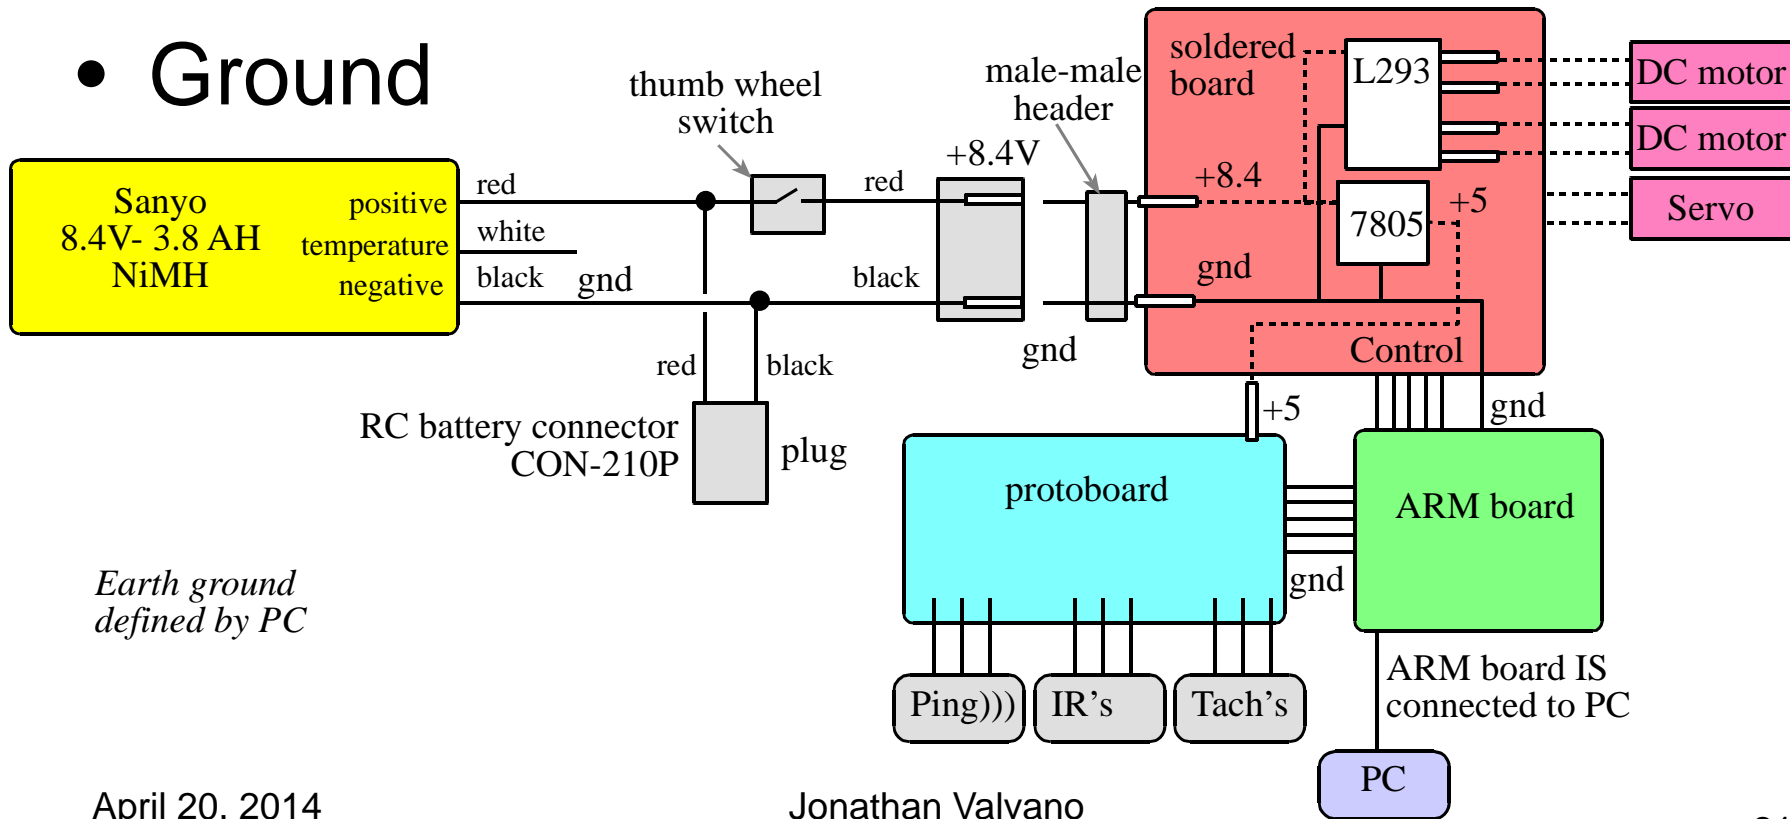 • Ground
thumb wheel
switch
male-male
header
soldered
board
L293
DC motor
DC motor
Servo
+8.4V
+8.4
7805
+5
Sanyo
8.4V- 3.8 AH
NiMH
positive
temperature
negative
red
white
black
gnd
red
black
gnd
gnd
Control
red
black
RC battery connector
CON-210P
plug
+5
gnd
protoboard
ARM board
gnd
Earth ground
defined by PC
Ping)))
IR's
Tach's
ARM board IS
connected to PC
PC
April 20, 2014
Jonathan Valvano